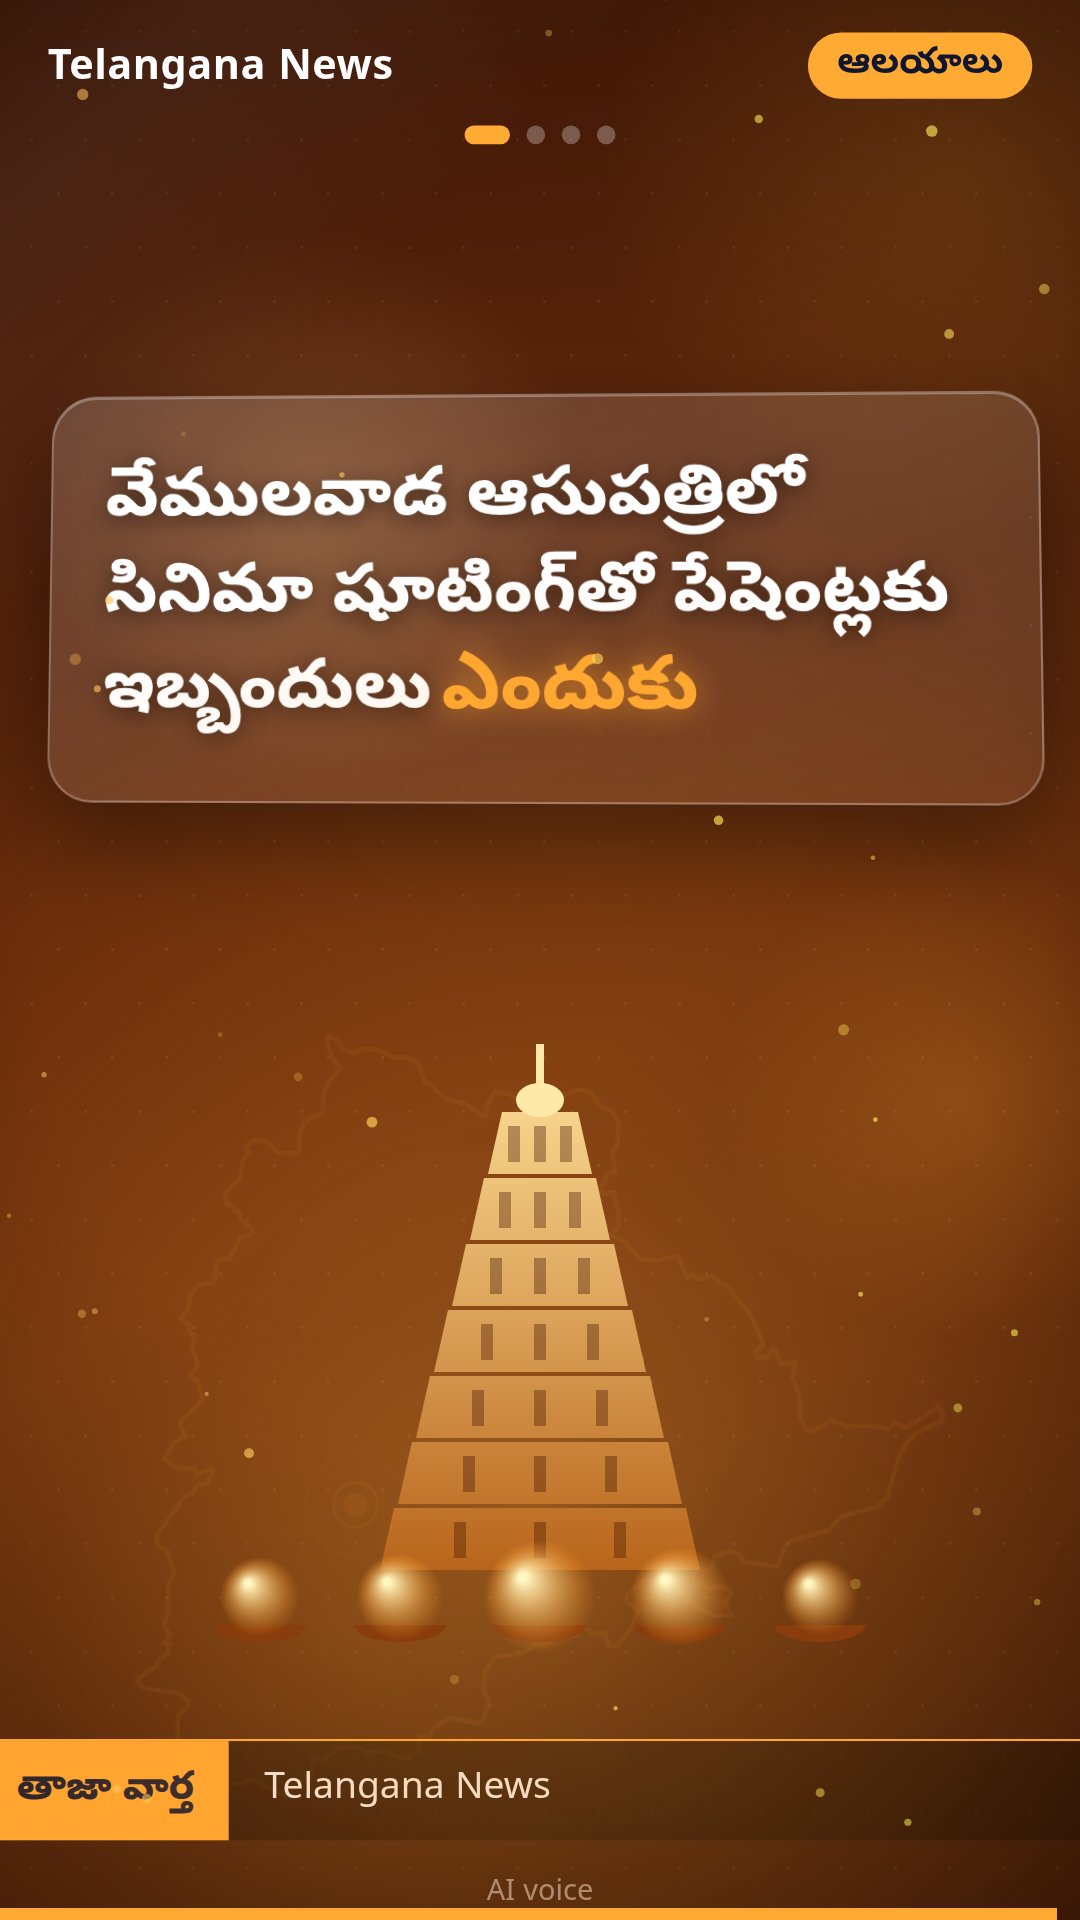 Telangana News
ఆలయాలు
వేములవాడ ఆసుపత్రిలో
సినిమా షూటింగ్‌తో పేషెంట్లకు
ఇబ్బందులు ఎందుకు
తాజా వార్త
Telangana News
AI voice